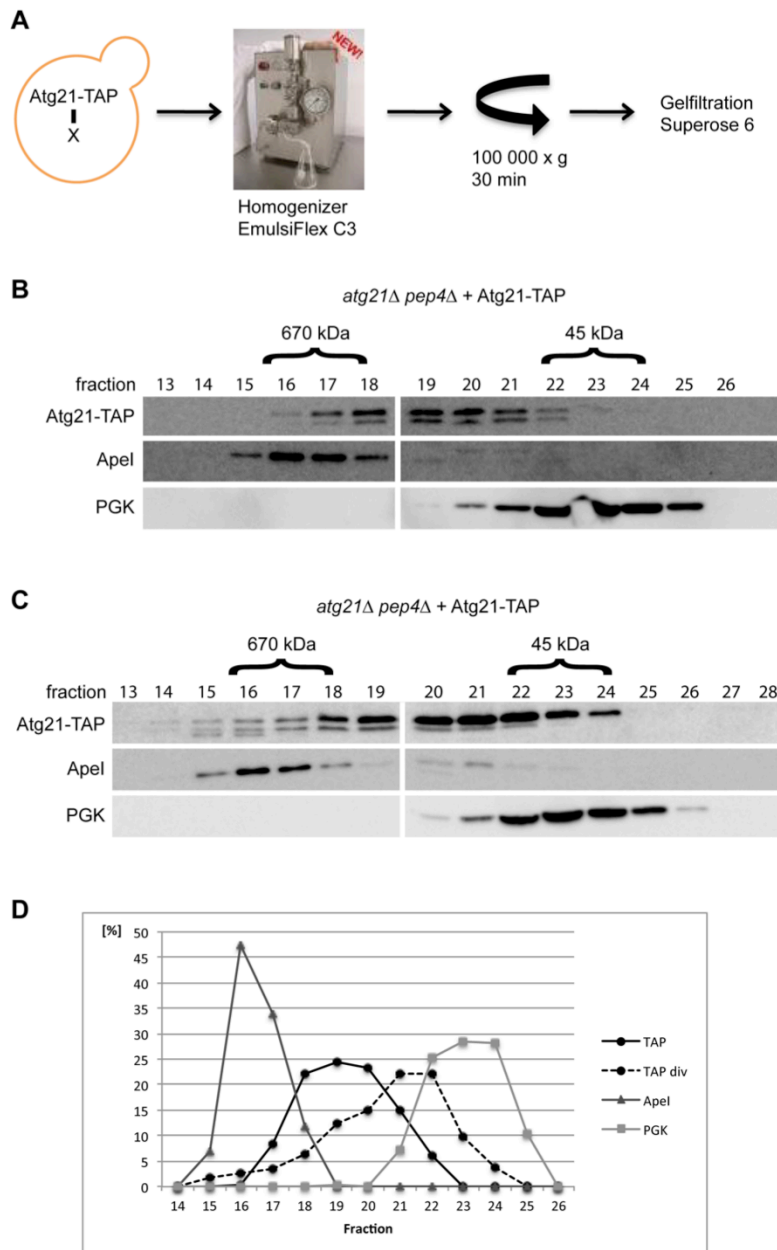 A
Atg21-TAP
X
NEW!
Homogenizer
EmulsiFlex C3
100 000 x g
30 min
Gelfiltration
Superose 6
B
atg21Δ pep4Δ + Atg21-TAP
670 kDa 45 kDa
fraction 13 14 15 16 17 18 19 20 21 22 23 24 25 26
Atg21-TAP
ApeI
PGK
C
atg21Δ pep4Δ + Atg21-TAP
670 kDa 45 kDa
fraction 13 14 15 16 17 18 19 20 21 22 23 24 25 26 27 28
Atg21-TAP
ApeI
PGK
D
[%]
50
45
40
35
30
25
20
15
10
5
0
14 15 16 17 18 19 20 21 22 23 24 25 26
Fraction
TAP
TAP div
ApeI
PGK